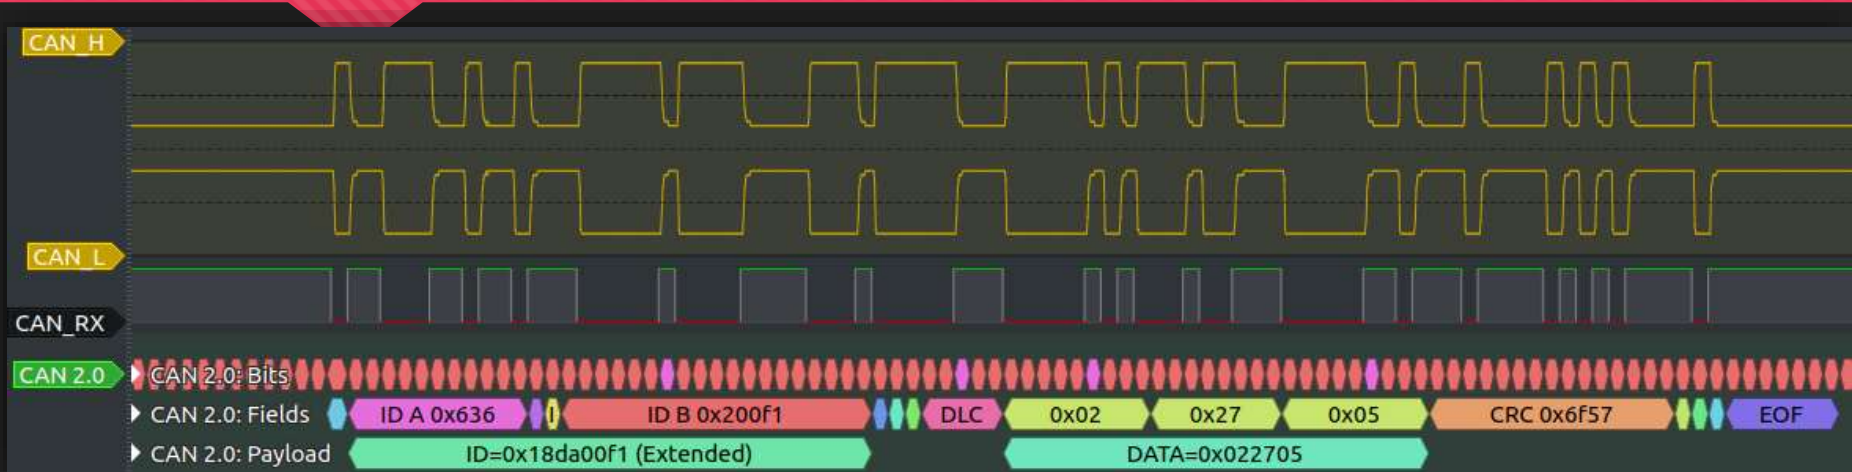 CAN_H
CAN_L
CAN_RX
CAN 2.0 CAN 2.0: Bits
CAN 2.0: Fields ID A 0x636 I ID B 0x200f1 DLC 0x02 0x27 0x05 CRC 0x6f57 EOF
CAN 2.0: Payload ID=0x18da00f1 (Extended) DATA=0x022705